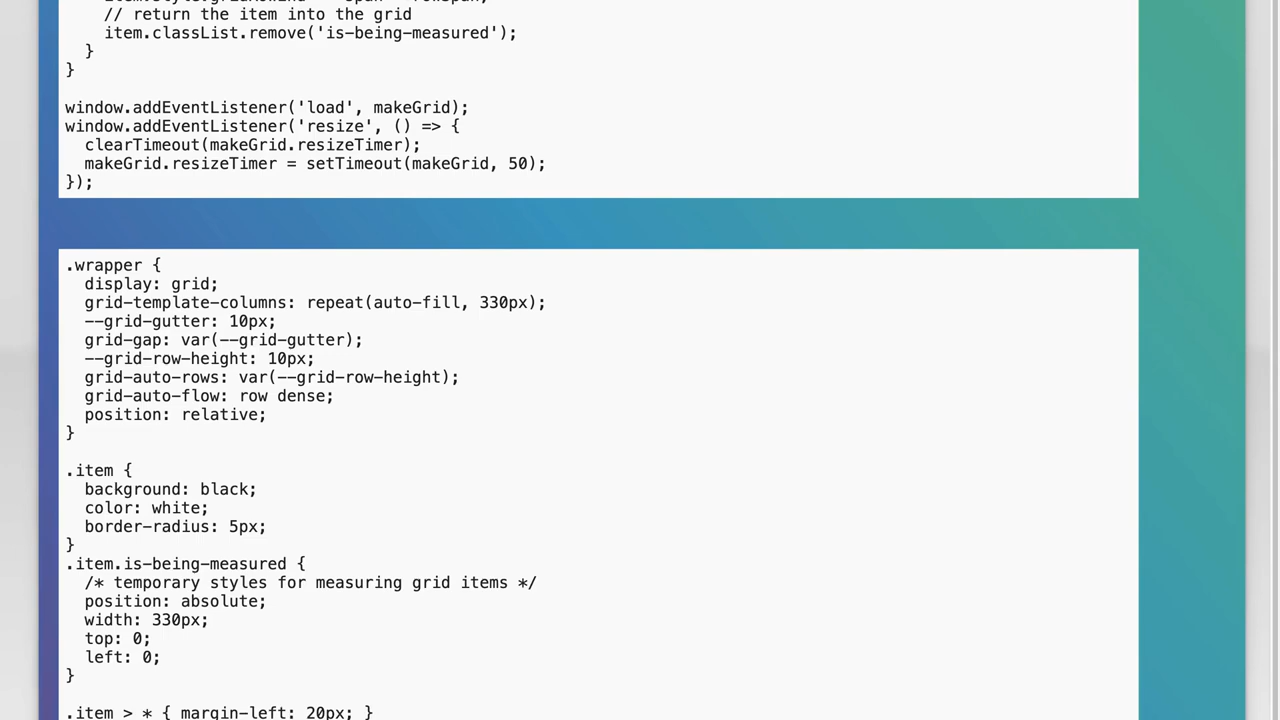 // return the item into the grid
item.classList.remove('is-being-measured');
}
}
window.addEventListener('load', makeGrid);
window.addEventListener('resize', () => {
clearTimeout(makeGrid.resizeTimer);
makeGrid.resizeTimer = setTimeout(makeGrid, 50);
});
.wrapper {
display: grid;
grid-template-columns: repeat(auto-fill, 330px);
--grid-gutter: 10px;
grid-gap: var(--grid-gutter);
--grid-row-height: 10px;
grid-auto-rows: var(--grid-row-height);
grid-auto-flow: row dense;
position: relative;
}
.item {
background: black;
color: white;
border-radius: 5px;
}
.item.is-being-measured {
/* temporary styles for measuring grid items */
position: absolute;
width: 330px;
top: 0;
left: 0;
}
.item > * { margin-left: 20px; }